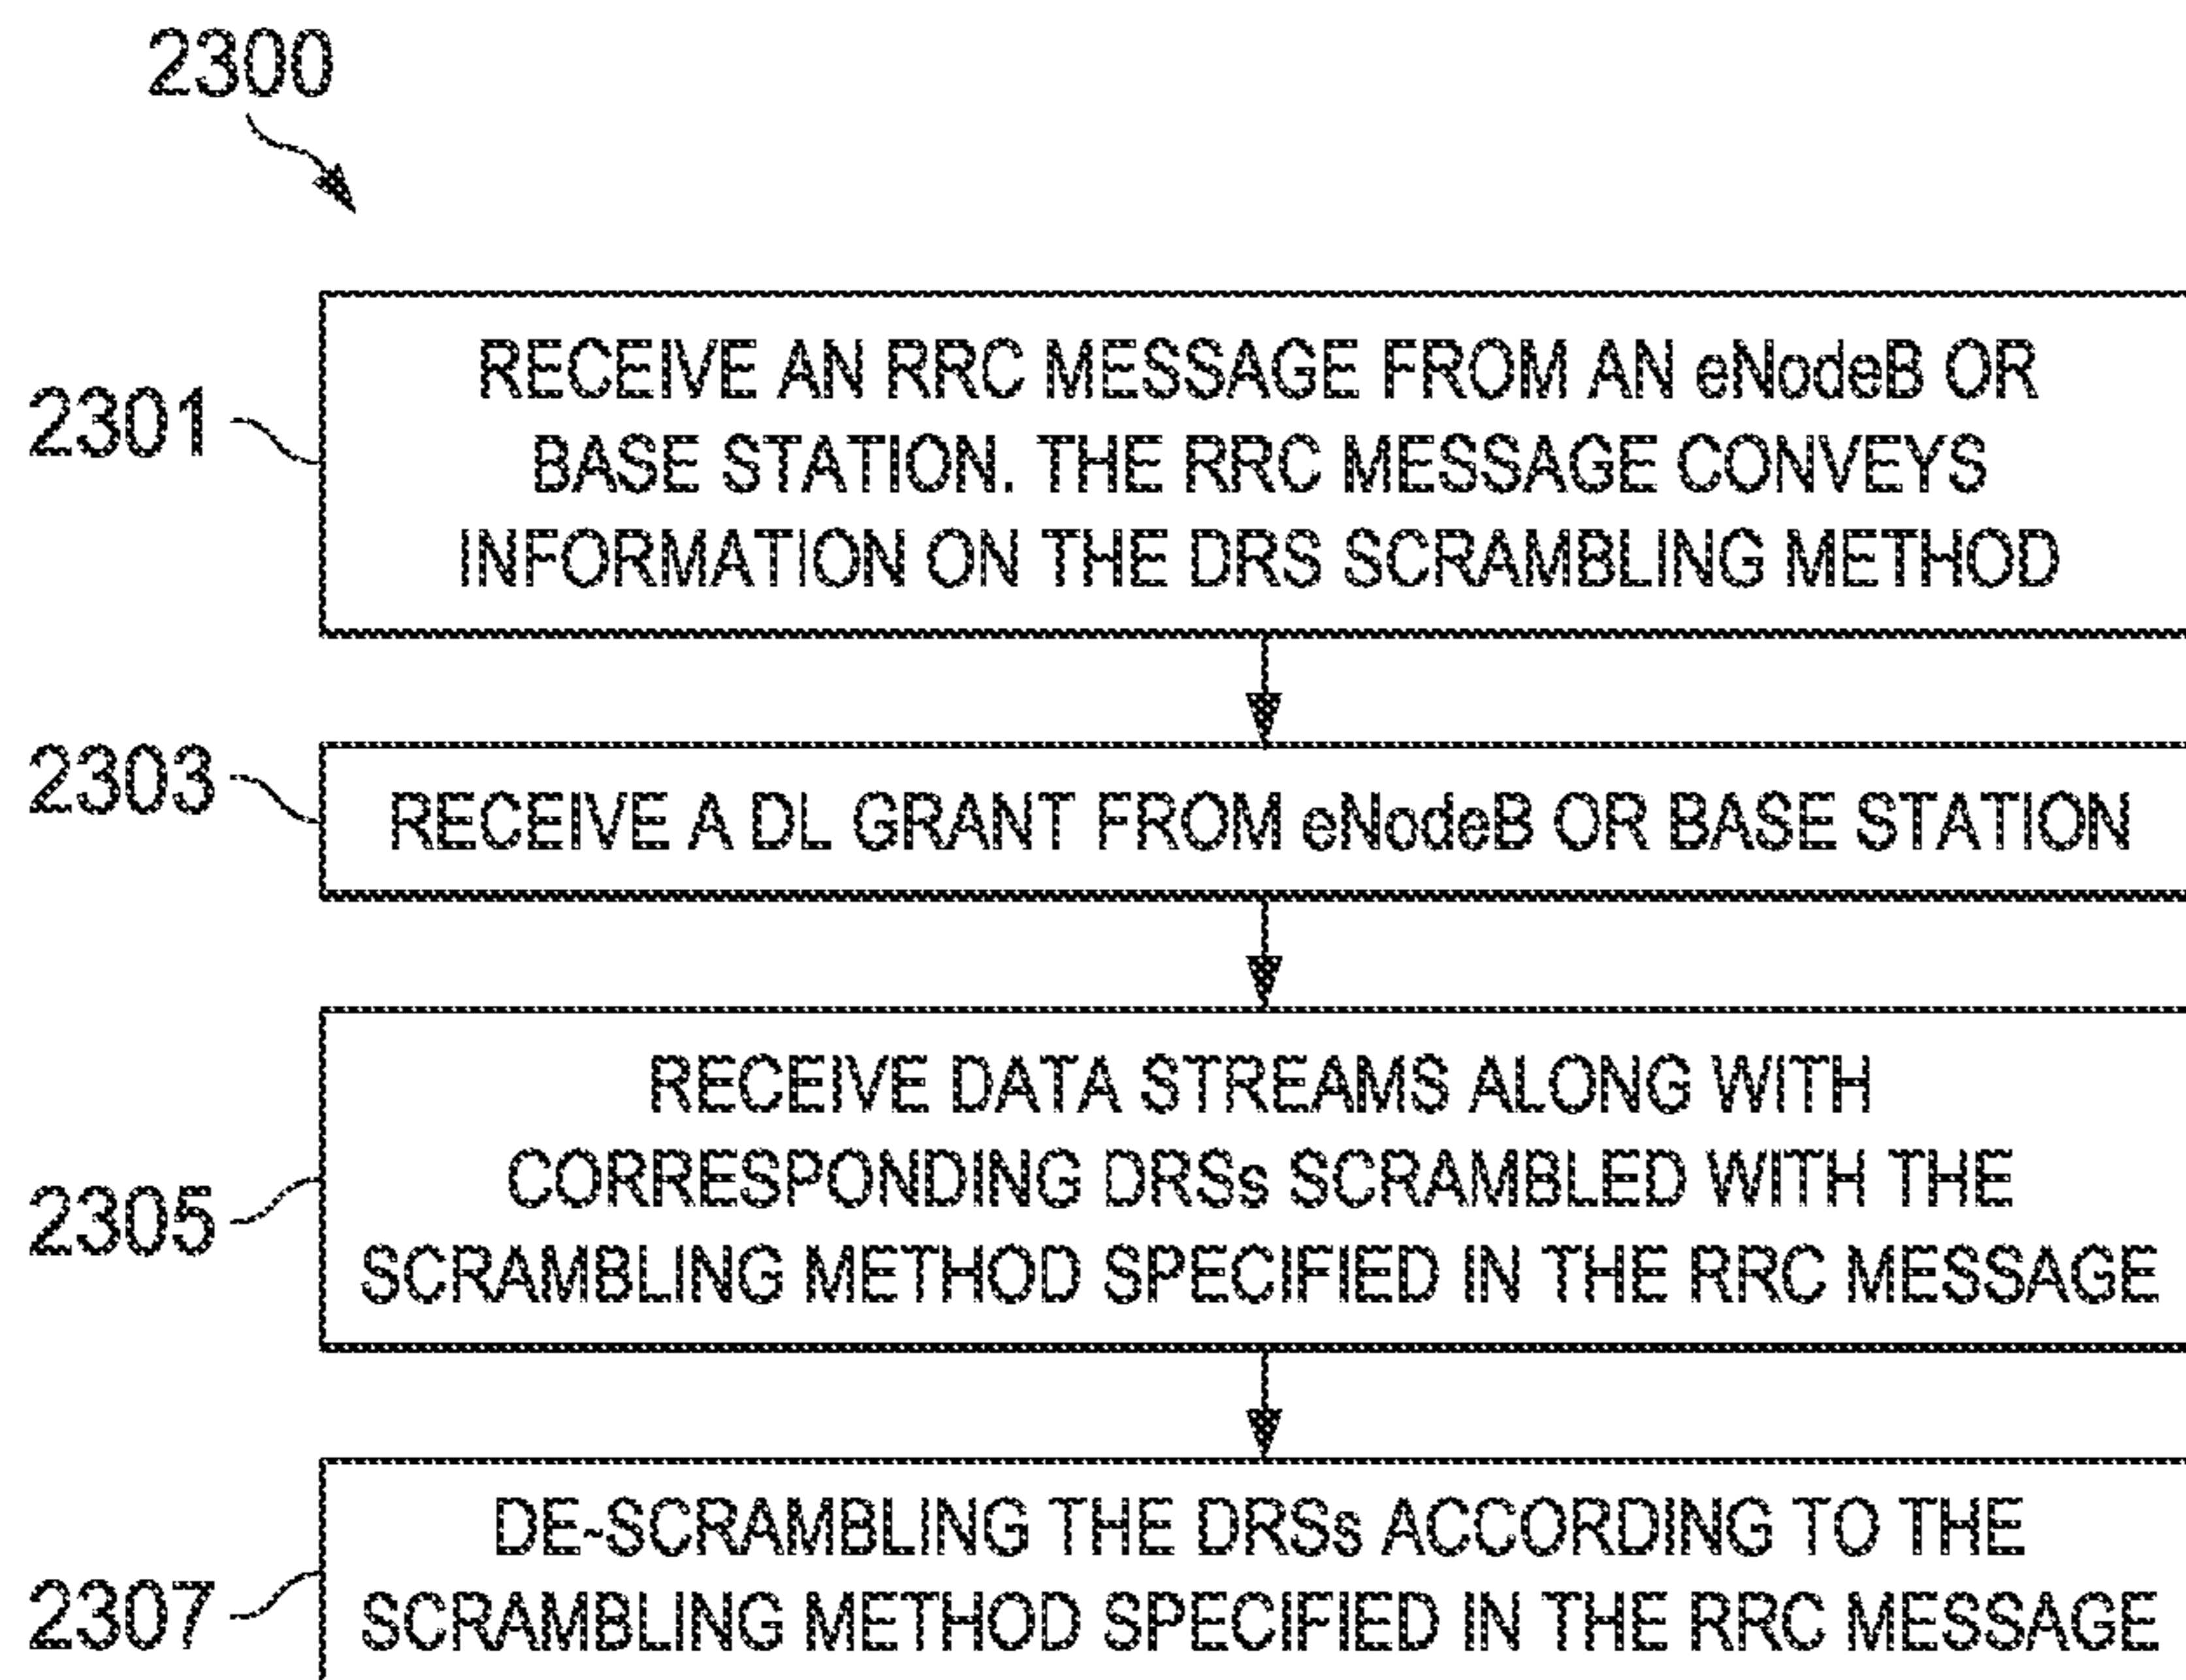 2300
2301
RECEIVE AN RRC MESSAGE FROM AN eNodeB OR
BASE STATION. THE RRC MESSAGE CONVEYS
INFORMATION ON THE DRS SCRAMBLING METHOD
2303
RECEIVE A DL GRANT FROM eNodeB OR BASE STATION
2305
RECEIVE DATA STREAMS ALONG WITH
CORRESPONDING DRSs SCRAMBLED WITH THE
SCRAMBLING METHOD SPECIFIED IN THE RRC MESSAGE
2307
DE-SCRAMBLING THE DRSs ACCORDING TO THE
SCRAMBLING METHOD SPECIFIED IN THE RRC MESSAGE